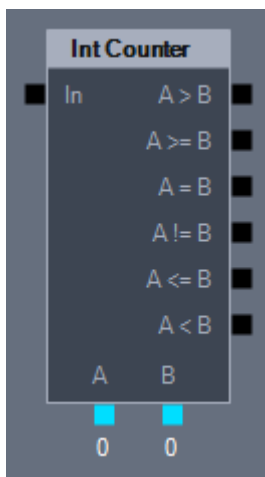 Int Counter
In A > B
A >= B
A = B
A != B
A <= B
A < B
A B
0 0